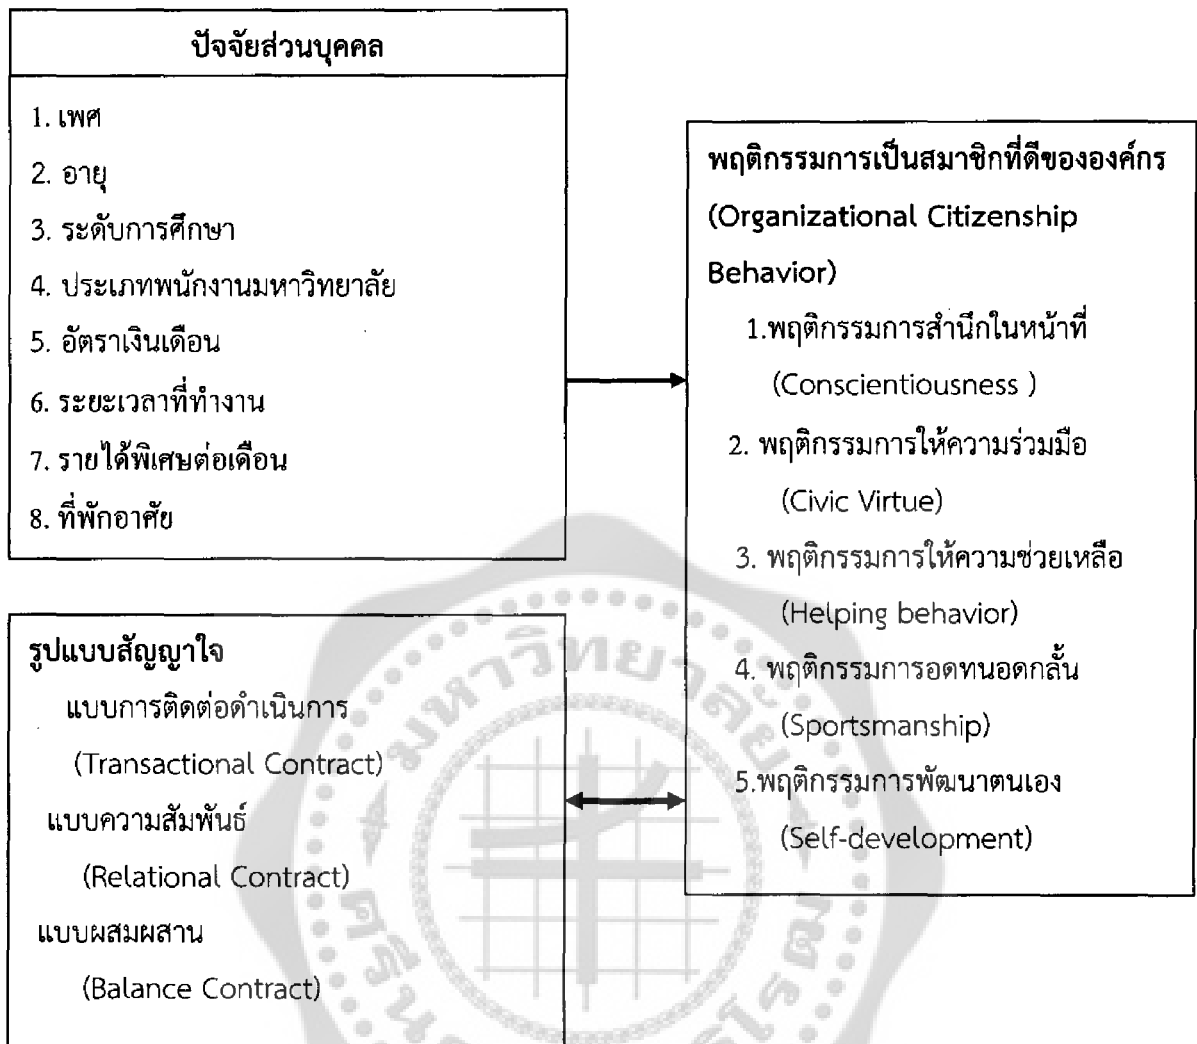 ปัจจัยส่วนบุคคล
1. เพศ
2. อายุ
3. ระดับการศึกษา
4. ประเภทพนักงานมหาวิทยาลัย
5. อัตราเงินเดือน
6. ระยะเวลาที่ทำงาน
7. รายได้พิเศษต่อเดือน
8. ที่พักอาศัย
รูปแบบสัญญาใจ
แบบการติดต่อดำเนินการ
(Transactional Contract)
แบบความสัมพันธ์
(Relational Contract)
แบบผสมผสาน
(Balance Contract)
พฤติกรรมการเป็นสมาชิกที่ดีขององค์กร
(Organizational Citizenship
Behavior)
1.พฤติกรรมการสำนึกในหน้าที่
(Conscientiousness )
2. พฤติกรรมการให้ความร่วมมือ
(Civic Virtue)
3. พฤติกรรมการให้ความช่วยเหลือ
(Helping behavior)
4. พฤติกรรมการอดทนอดกลั้น
(Sportsmanship)
5.พฤติกรรมการพัฒนาตนเอง
(Self-development)
มหาวิทยาลัย